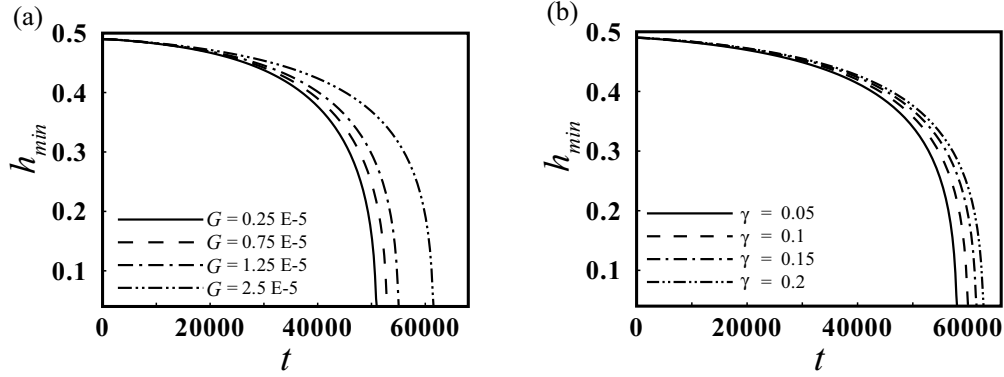 (a)
0.5
0.4
0.3
0.2
0.1
h_min
G = 0.25 E-5
G = 0.75 E-5
G = 1.25 E-5
G = 2.5 E-5
0 20000 40000 60000
t
(b)
0.5
0.4
0.3
0.2
0.1
h_min
γ = 0.05
γ = 0.1
γ = 0.15
γ = 0.2
0 20000 40000 60000
t